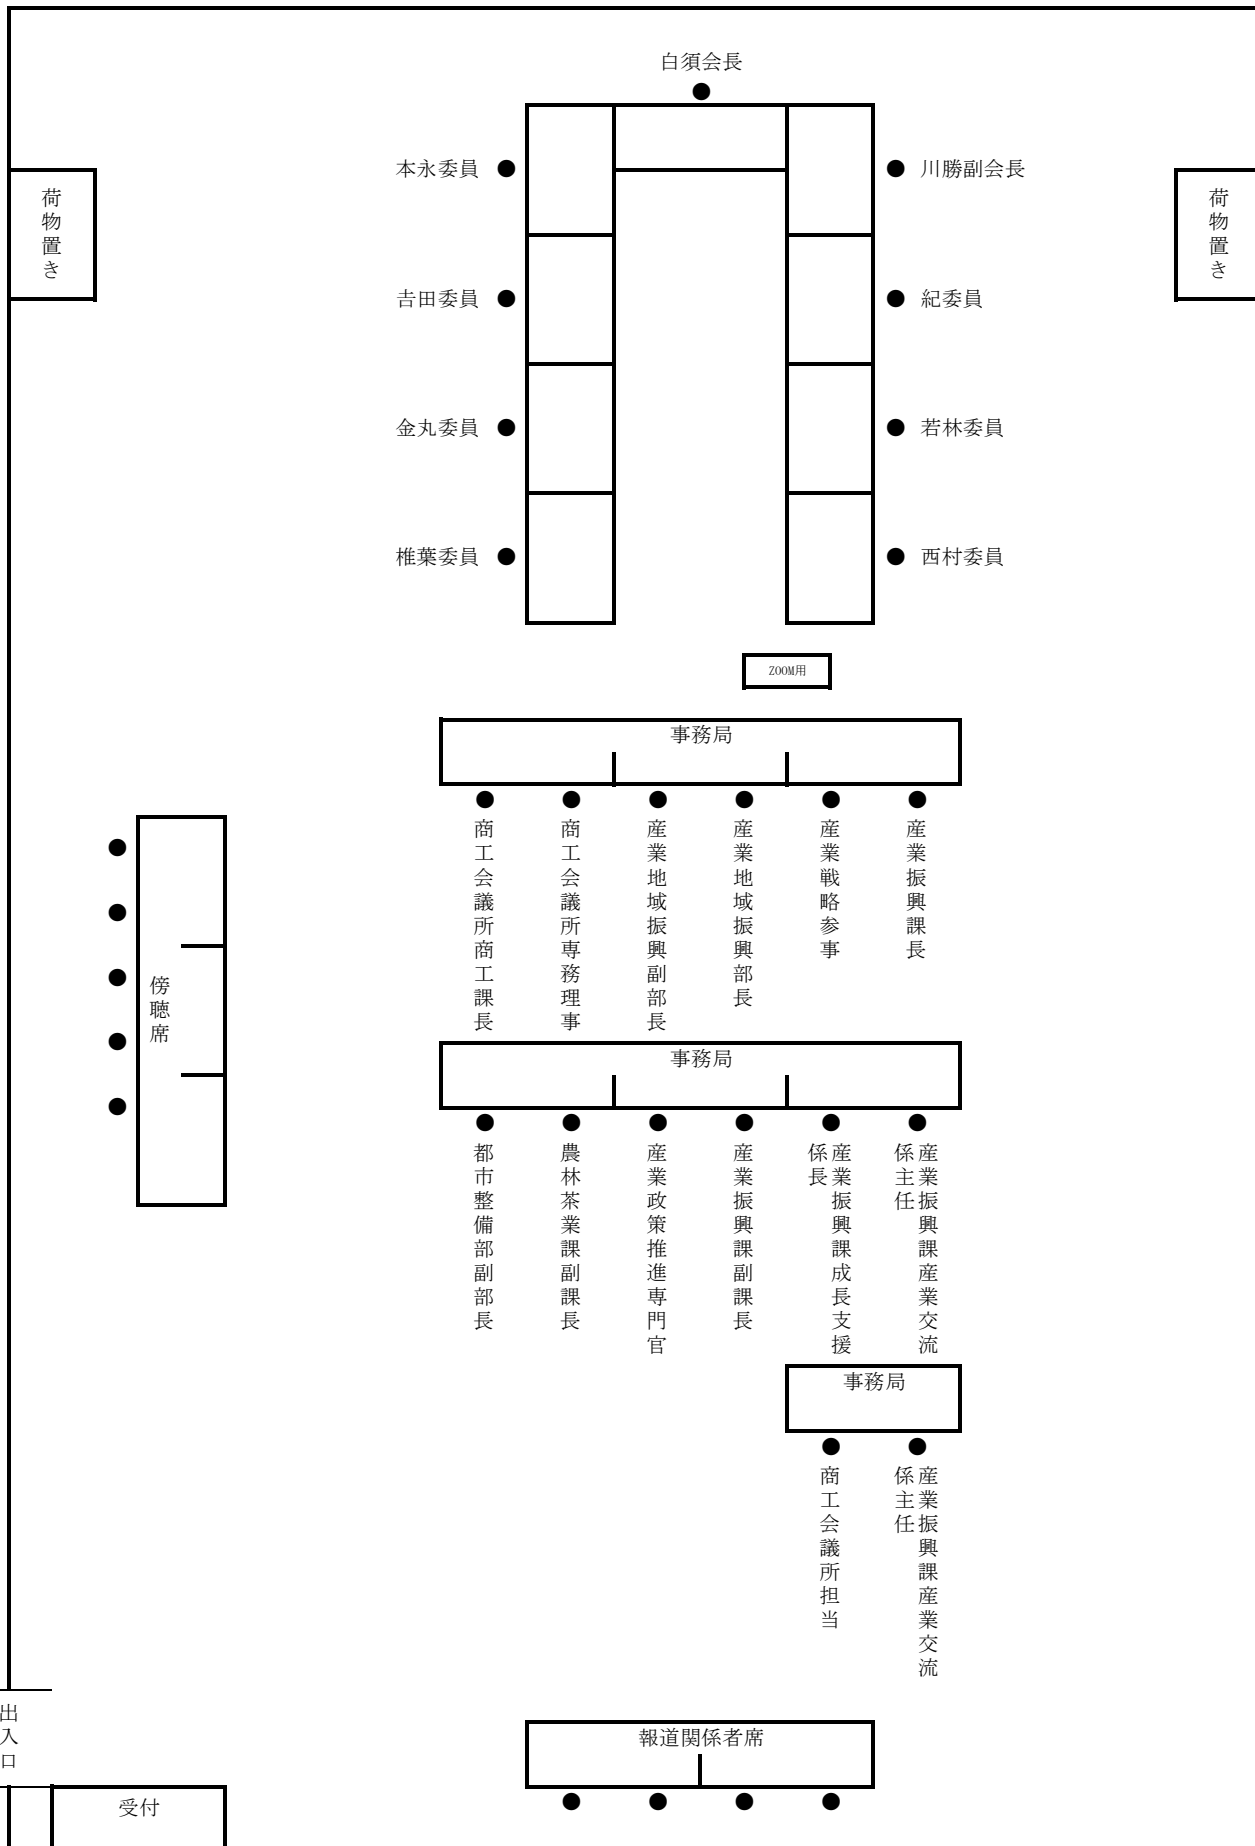 白須会長
本永委員
川勝副会長
荷物置き
荷物置き
𠮷田委員
紀委員
金丸委員
若林委員
椎葉委員
西村委員
ZOOM用
事務局
商工会議所商工課長
商工会議所専務理事
産業地域振興副部長
産業地域振興部長
産業戦略参事
産業振興課長
傍聴席
事務局
都市整備部副部長
農林茶業課副課長
産業政策推進専門官
産業振興課副課長
産業振興課成長支援
係長
産業振興課産業交流
係主任
事務局
商工会議所担当
産業振興課産業交流
係主任
出入口
報道関係者席
受付